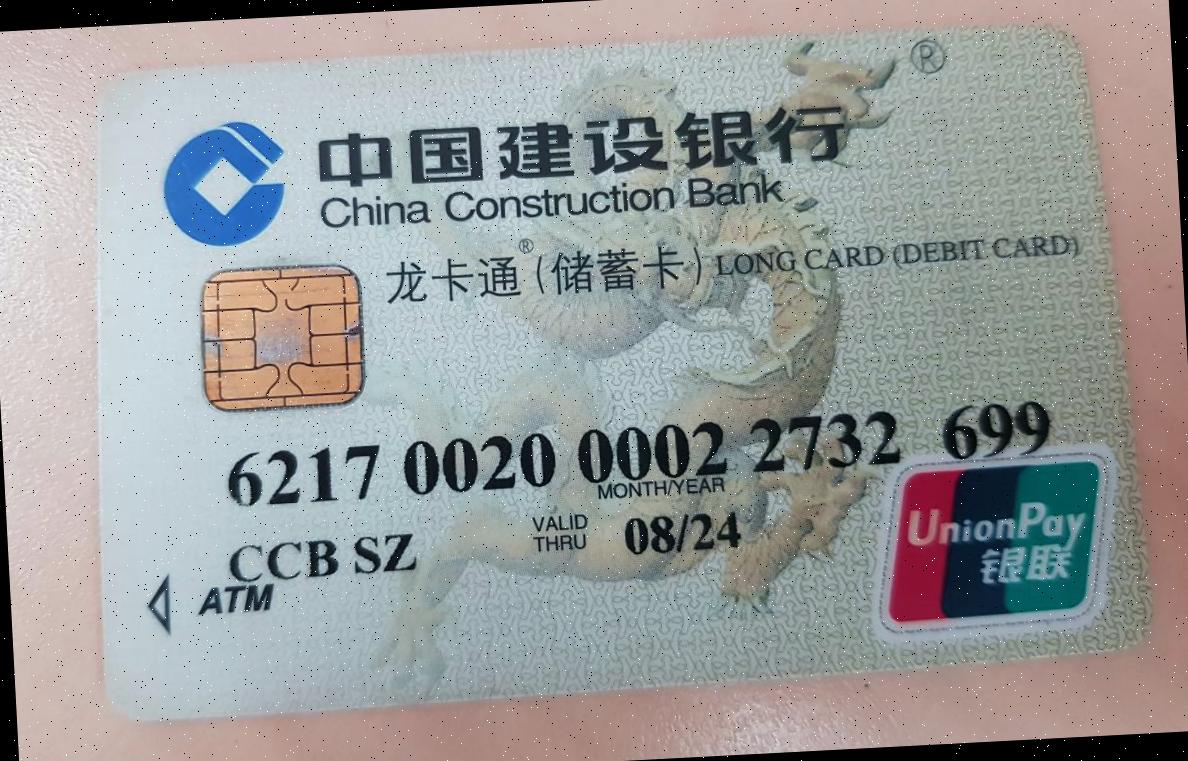 ®
中国建设银行
China Construction Bank
龙卡通®(储蓄卡) LONG CARD (DEBIT CARD)
6217 0020 0002 2732 699
MONTH/YEAR
VALID THRU 08/24
CCB SZ
ATM
UnionPay
银联